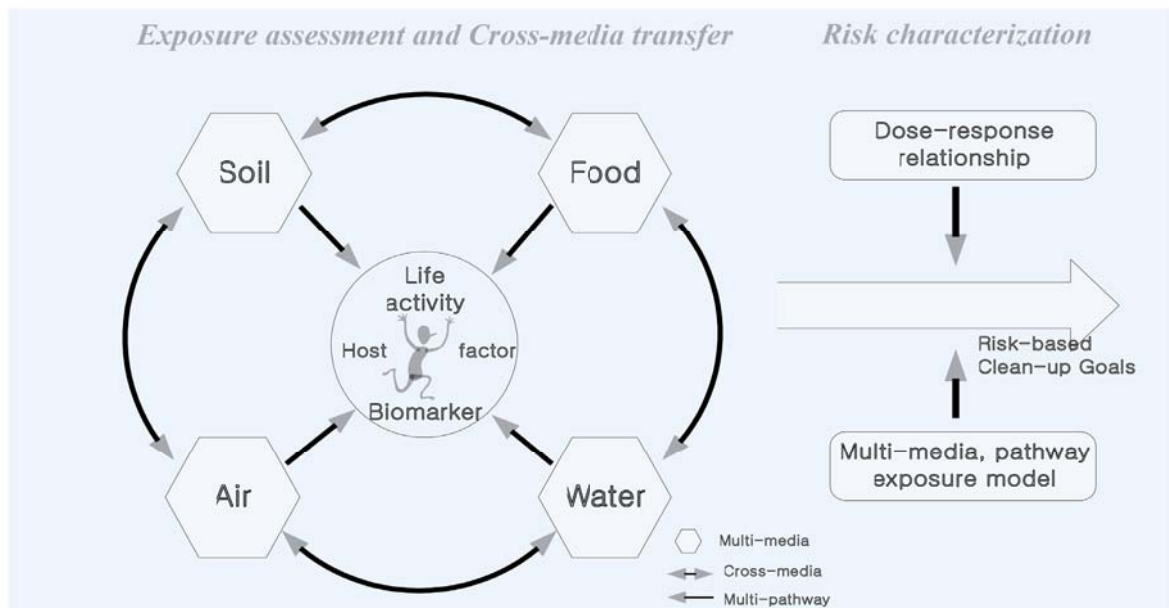 Exposure assessment and Cross-media transfer
Risk characterization
Soil
Food
Life
activity
Host
factor
Biomarker
Air
Water
Dose-response
relationship
Risk-based
Clean-up Goals
Multi-media, pathway
exposure model
Multi-media
Cross-media
Multi-pathway